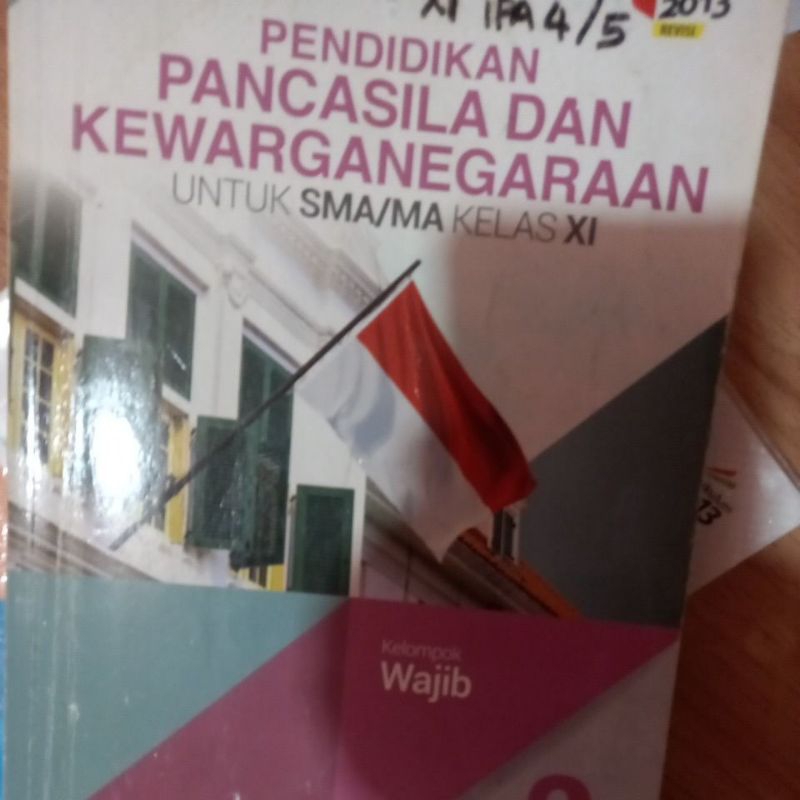 XI IPA 4/5
2013
REVISI
PENDIDIKAN
PANCASILA DAN
KEWARGANEGARAAN
UNTUK SMA/MA KELAS XI
Kelompok
Wajib